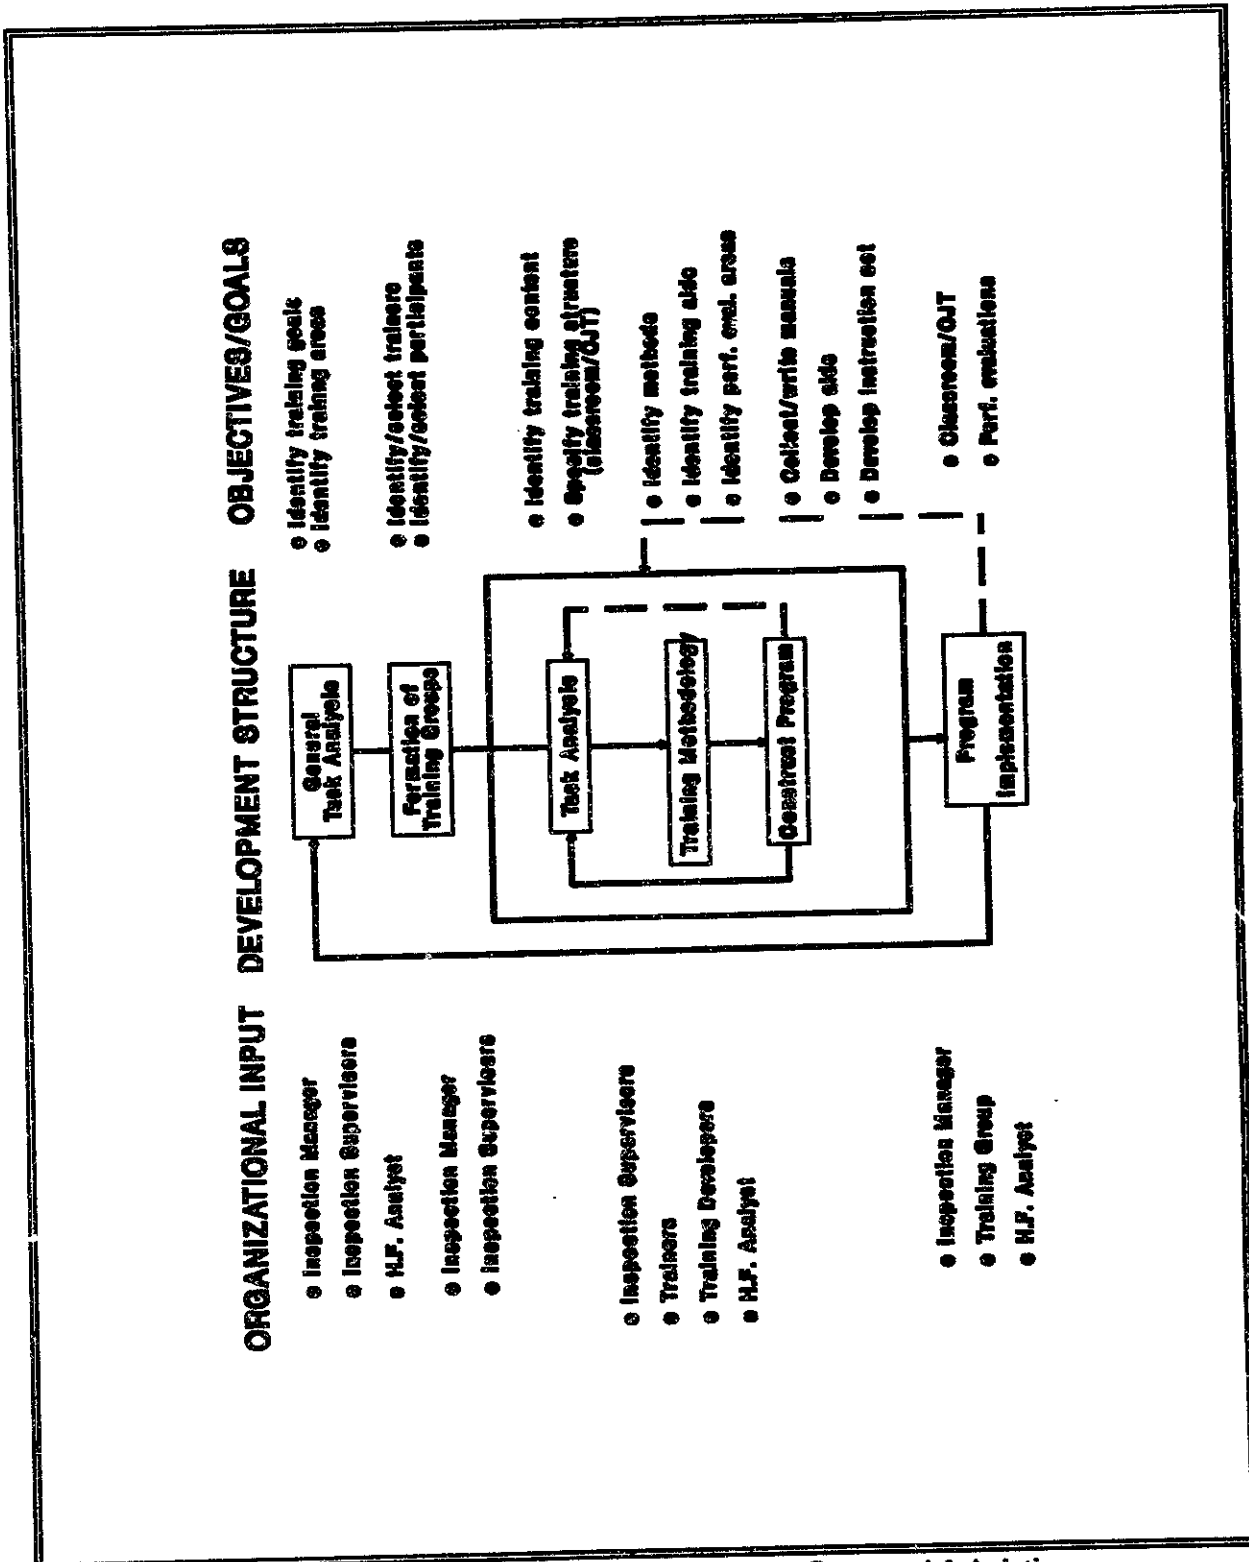 ORGANIZATIONAL INPUT
DEVELOPMENT STRUCTURE
OBJECTIVES/GOALS
● Inspection Manager
● Inspection Supervisors
● H.F. Analyst
General
Task Analysis
● Identify training goals
● Identify training areas
● Inspection Manager
● Inspection Supervisors
Formation of
Training Groups
● Identify/select trainers
● Identify/select participants
● Inspection Supervisors
● Trainers
● Training Developers
● H.F. Analyst
Task Analysis
Training Methodology
Construct Program
● Identify training content
● Specify training structure
(classroom/OJT)
● Identify methods
● Identify training aids
● Identify perf. eval. areas
● Collect/write manuals
● Develop aids
● Develop instruction set
● Inspection Manager
● Training Group
● H.F. Analyst
Program
Implementation
● Classroom/OJT
● Perf. evaluations